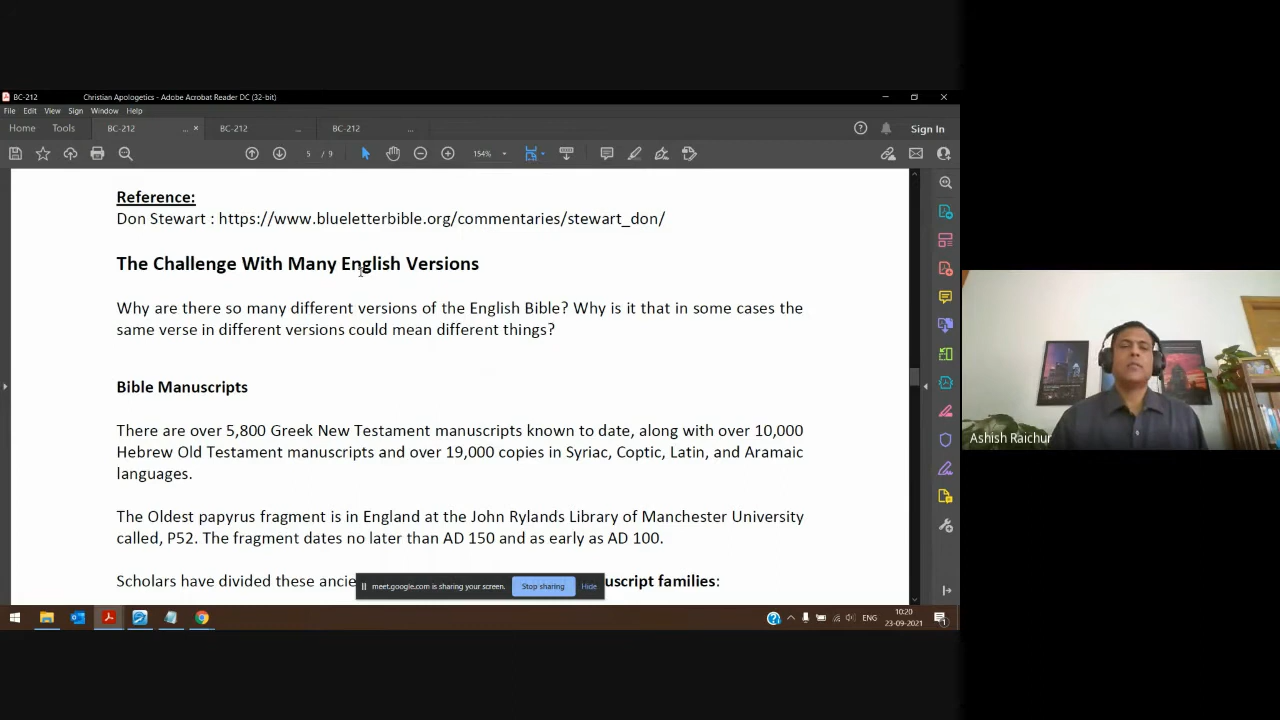 BC-212 Christian Apologetics - Adobe Acrobat Reader DC (32-bit)
File Edit View Sign Window Help
Home Tools BC-212 ... × BC-212 ... BC-212 ... Sign In
5 / 9 154%
Reference:
Don Stewart : https://www.blueletterbible.org/commentaries/stewart_don/
The Challenge With Many English Versions
Why are there so many different versions of the English Bible? Why is it that in some cases the
same verse in different versions could mean different things?
Bible Manuscripts
There are over 5,800 Greek New Testament manuscripts known to date, along with over 10,000
Hebrew Old Testament manuscripts and over 19,000 copies in Syriac, Coptic, Latin, and Aramaic
languages.
The Oldest papyrus fragment is in England at the John Rylands Library of Manchester University
called, P52. The fragment dates no later than AD 150 and as early as AD 100.
Scholars have divided these ancie
uscript families:
meet.google.com is sharing your screen. Stop sharing Hide
Ashish Raichur
ENG 10:20
23-09-2021